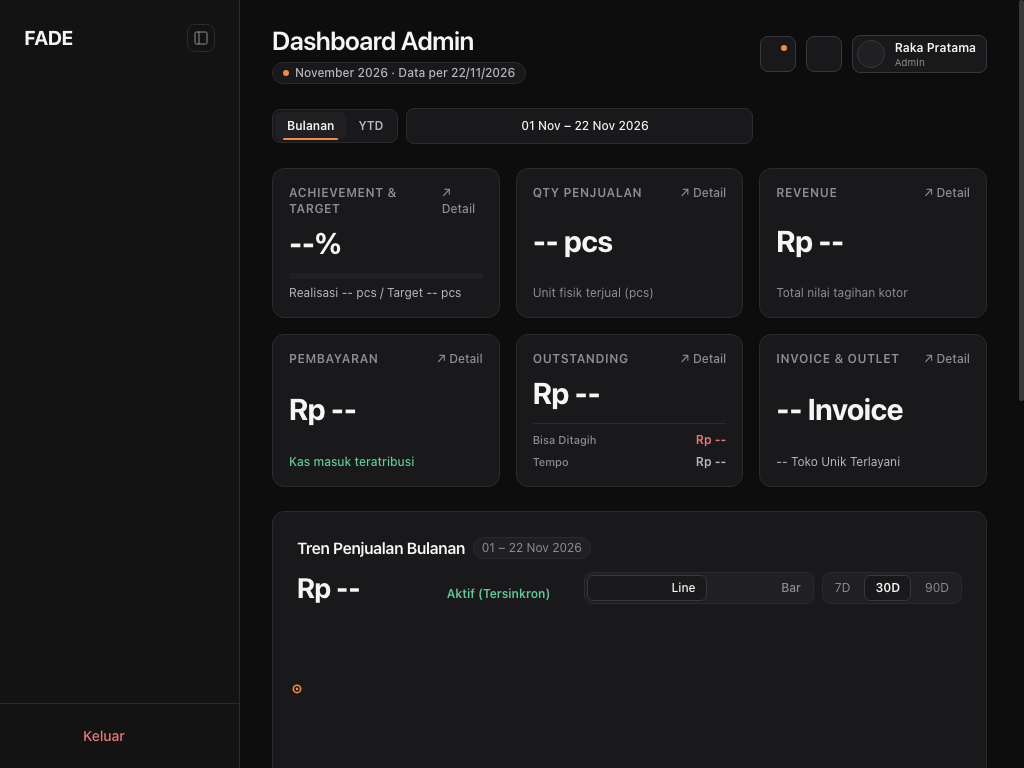 FADE
Dashboard Admin
November 2026 · Data per 22/11/2026
Raka Pratama
Admin
Bulanan
YTD
01 Nov – 22 Nov 2026
ACHIEVEMENT &
TARGET
↗
Detail
--%
Realisasi -- pcs / Target -- pcs
QTY PENJUALAN
↗ Detail
-- pcs
Unit fisik terjual (pcs)
REVENUE
↗ Detail
Rp --
Total nilai tagihan kotor
PEMBAYARAN
↗ Detail
Rp --
Kas masuk teratribusi
OUTSTANDING
↗ Detail
Rp --
Bisa Ditagih
Rp --
Tempo
Rp --
INVOICE & OUTLET
↗ Detail
-- Invoice
-- Toko Unik Terlayani
Tren Penjualan Bulanan
01 – 22 Nov 2026
Rp --
Aktif (Tersinkron)
Line
Bar
7D
30D
90D
Keluar